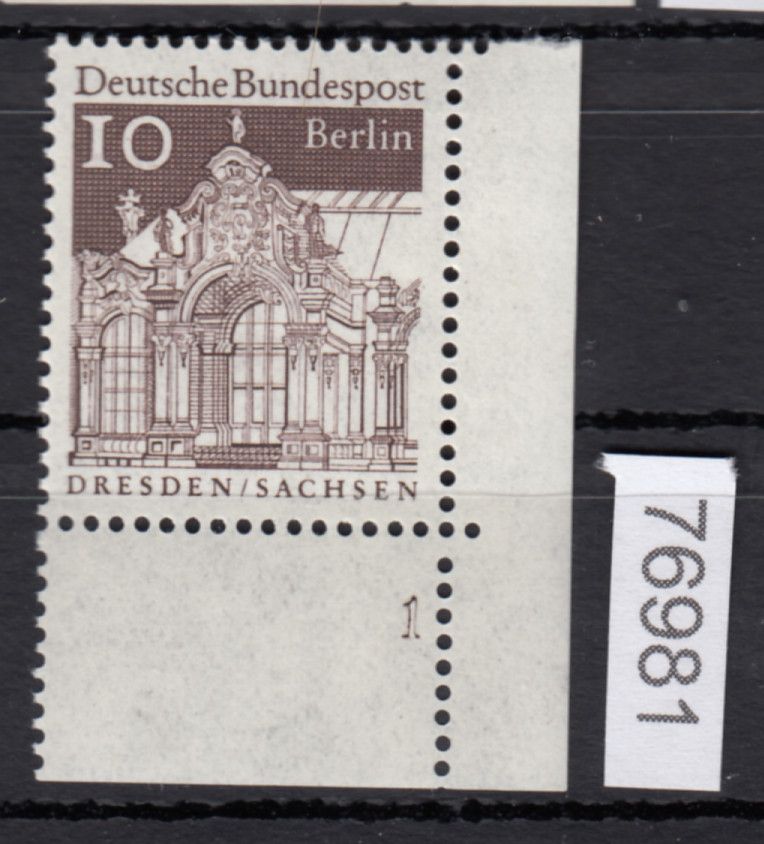 Deutsche Bundespost
10
Berlin
DRESDEN/SACHSEN
1
76981